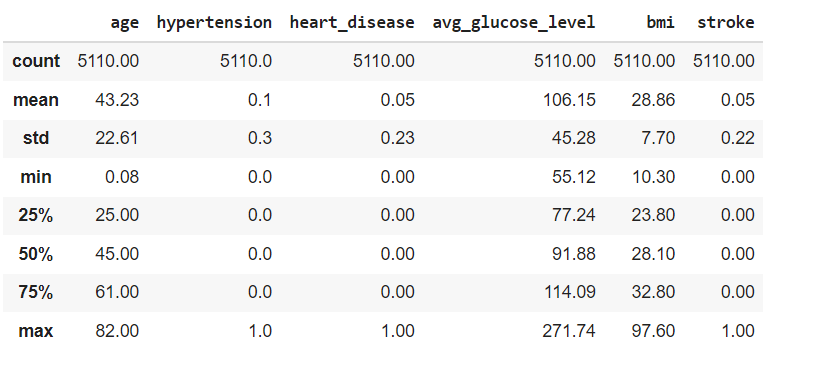 age hypertension heart_disease avg_glucose_level bmi stroke
count 5110.00 5110.0 5110.00 5110.00 5110.00 5110.00
mean 43.23 0.1 0.05 106.15 28.86 0.05
std 22.61 0.3 0.23 45.28 7.70 0.22
min 0.08 0.0 0.00 55.12 10.30 0.00
25% 25.00 0.0 0.00 77.24 23.80 0.00
50% 45.00 0.0 0.00 91.88 28.10 0.00
75% 61.00 0.0 0.00 114.09 32.80 0.00
max 82.00 1.0 1.00 271.74 97.60 1.00